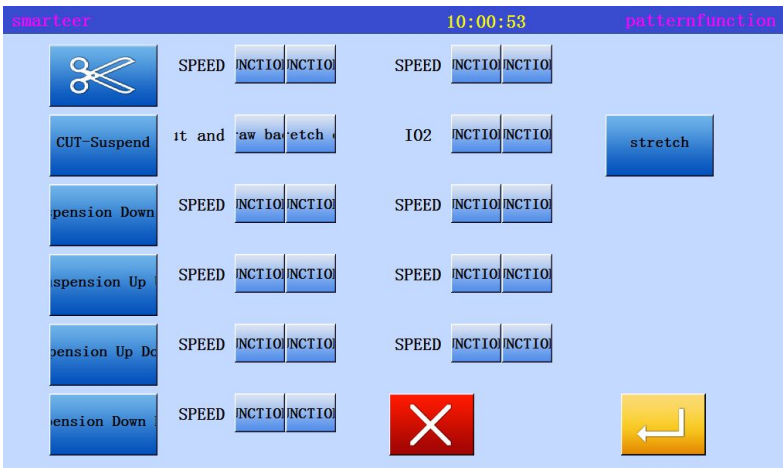 smarteer 10:00:53 patternfunction
SPEED NCTIO NCTIO SPEED NCTIO NCTIO
CUT-Suspend and aw ba etch IO2 NCTIO NCTIO stretch
pension Down SPEED NCTIO NCTIO SPEED NCTIO NCTIO
spension Up SPEED NCTIO NCTIO SPEED NCTIO NCTIO
pension Up Do SPEED NCTIO NCTIO SPEED NCTIO NCTIO
ension Down SPEED NCTIO NCTIO